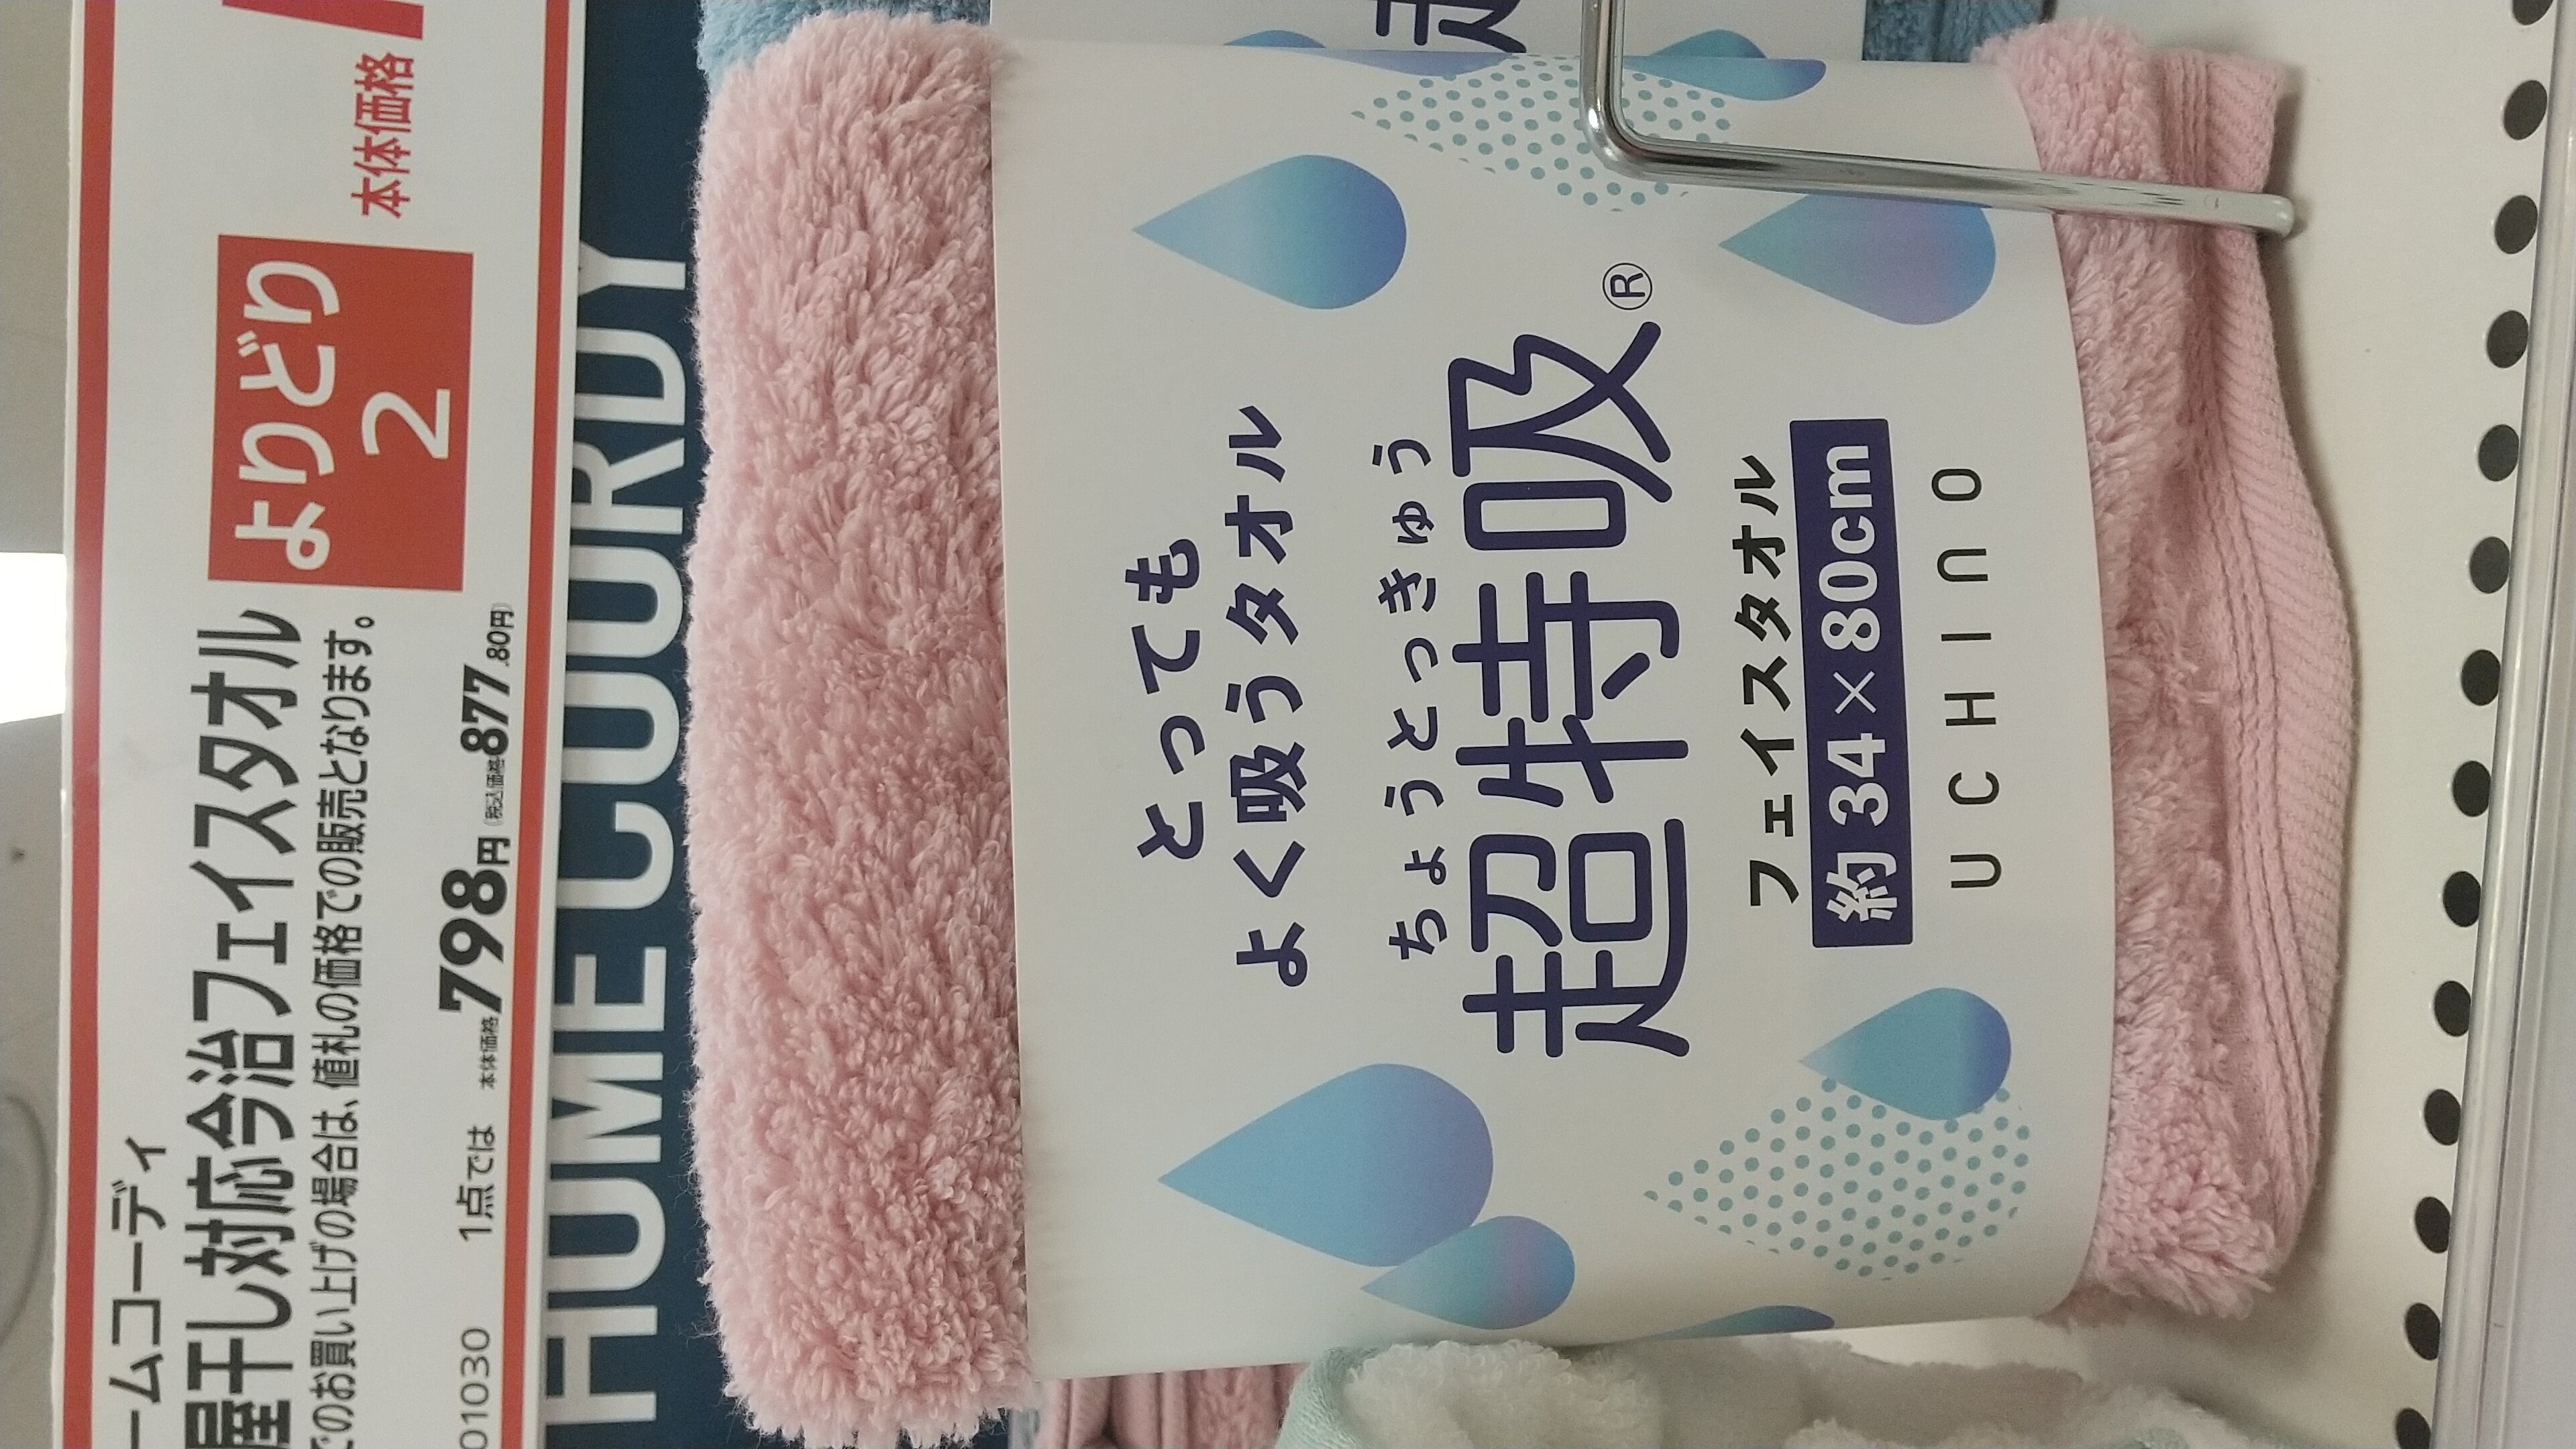 ームコーディ
屋干し対応今治フェイスタオル
でのお買い上げの場合は、値札の価格での販売となります。
よりどり
2
本体価格
01030
1点では
本体価格798円(税込価格877.80円)
HOME COORDY
超
とっても
よく吸うタオル
ちょうとっきゅう
超特吸®
フェイスタオル
約34×80cm
UCHINO